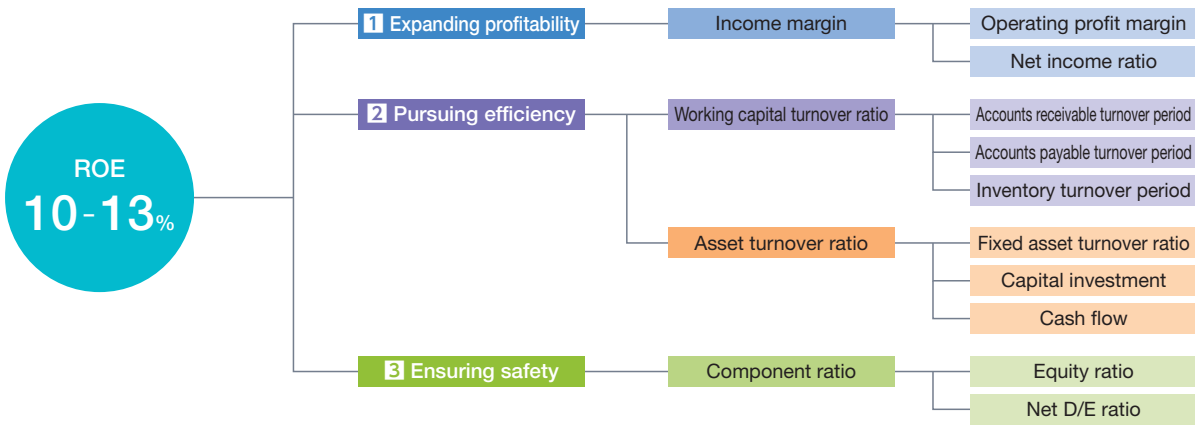 ROE
10-13%
1 Expanding profitability
Income margin
Operating profit margin
Net income ratio
2 Pursuing efficiency
Working capital turnover ratio
Accounts receivable turnover period
Accounts payable turnover period
Inventory turnover period
Asset turnover ratio
Fixed asset turnover ratio
Capital investment
Cash flow
3 Ensuring safety
Component ratio
Equity ratio
Net D/E ratio